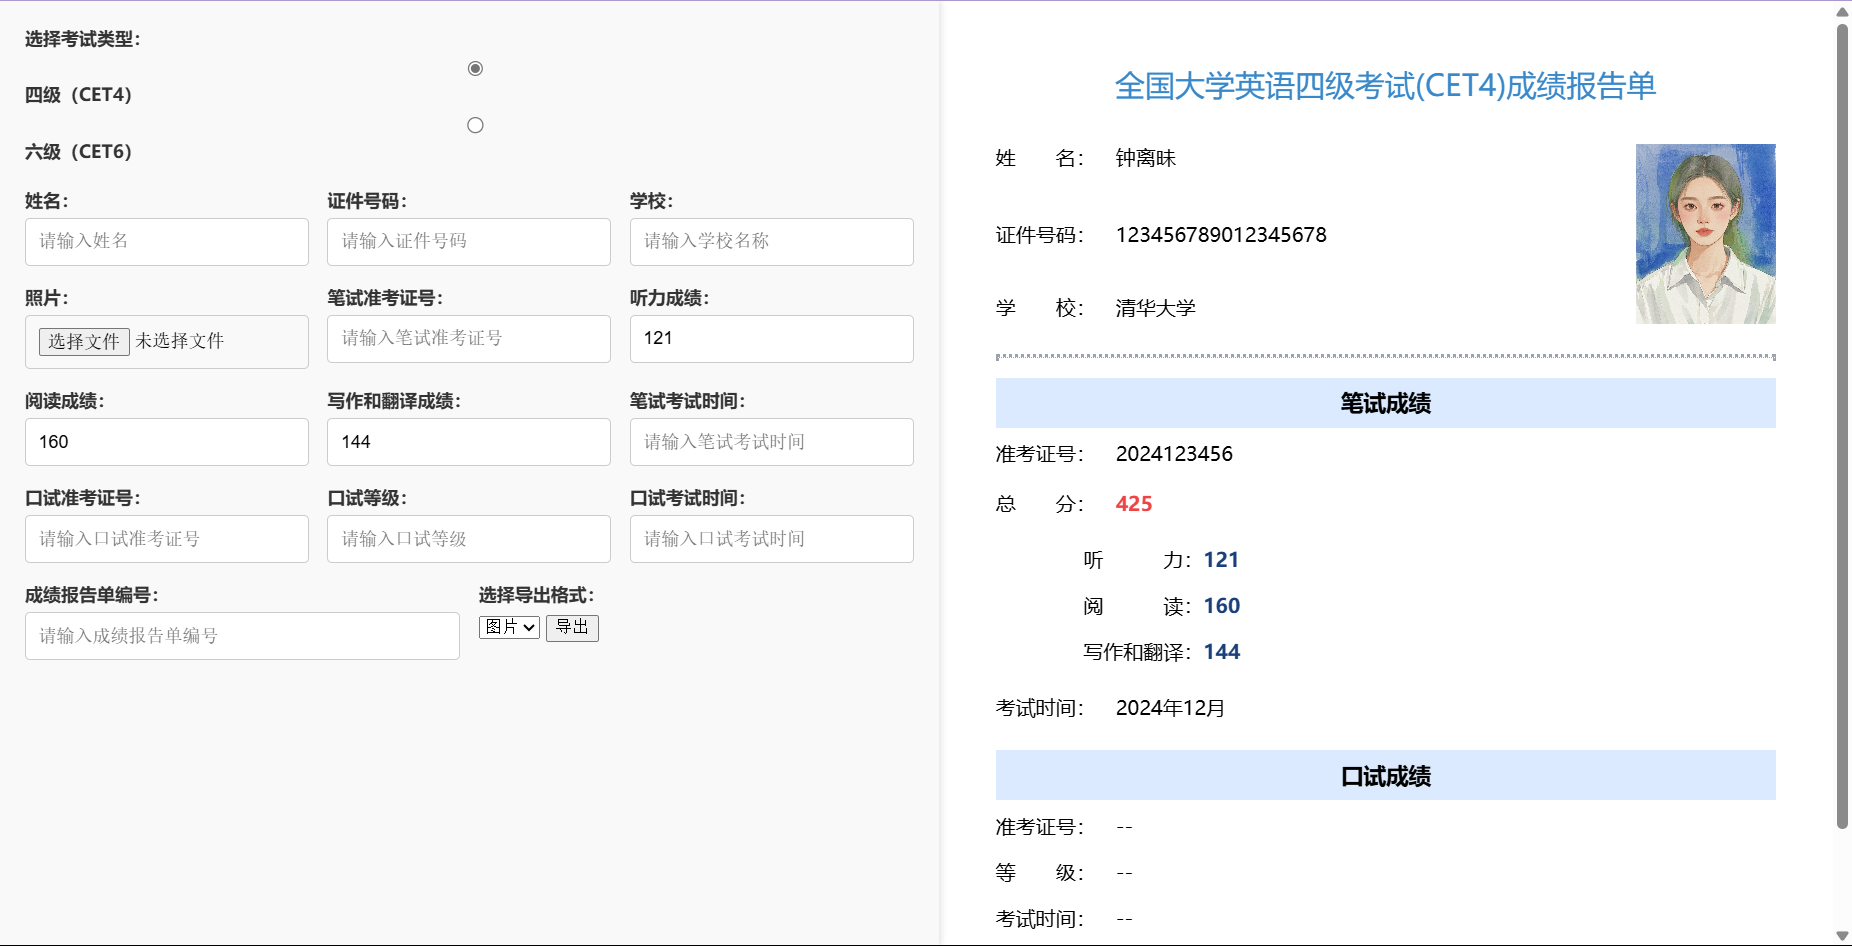 选择考试类型：
四级（CET4）
六级（CET6）
姓名： 证件号码： 学校：
请输入姓名 请输入证件号码 请输入学校名称
照片： 笔试准考证号： 听力成绩：
选择文件 未选择文件 请输入笔试准考证号 121
阅读成绩： 写作和翻译成绩： 笔试考试时间：
160 144 请输入笔试考试时间
口试准考证号： 口试等级： 口试考试时间：
请输入口试准考证号 请输入口试等级 请输入口试考试时间
成绩报告单编号： 选择导出格式：
请输入成绩报告单编号 图片 导出
全国大学英语四级考试(CET4)成绩报告单
姓 名： 钟离昧
证件号码： 123456789012345678
学 校： 清华大学
笔试成绩
准考证号： 2024123456
总 分： 425
听 力： 121
阅 读： 160
写作和翻译： 144
考试时间： 2024年12月
口试成绩
准考证号： --
等 级： --
考试时间： --